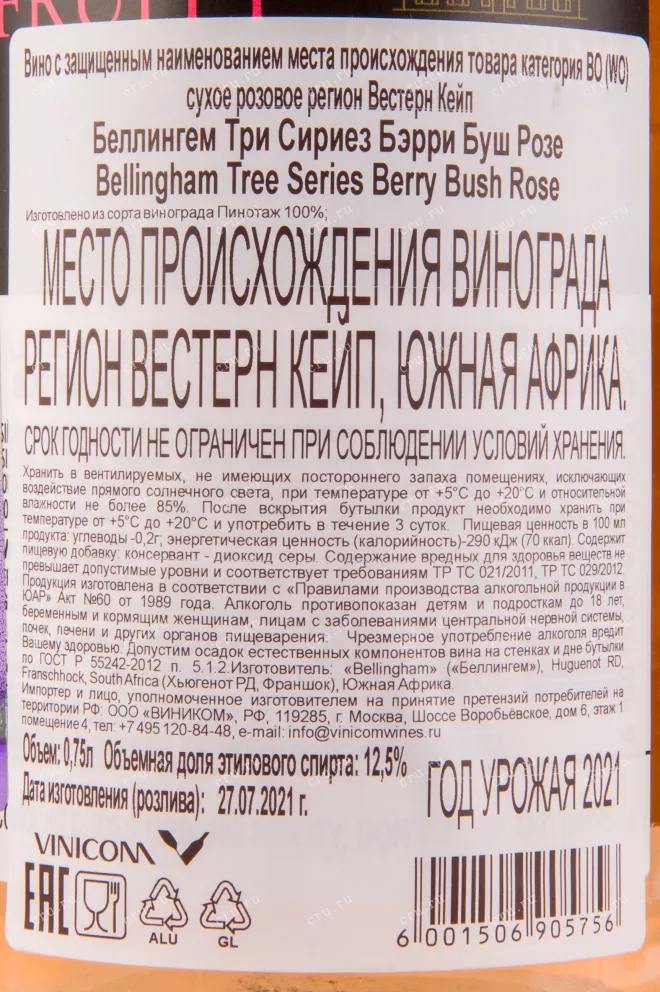 FRUITY
Вино с защищенным наименованием места происхождения товара категория ВО (WO)
сухое розовое регион Вестерн Кейп
Беллингем Три Сириез Бэрри Буш Розе
Bellingham Tree Series Berry Bush Rose
Изготовлено из сорта винограда Пинотаж 100%;
МЕСТО ПРОИСХОЖДЕНИЯ ВИНОГРАДА
РЕГИОН ВЕСТЕРН КЕЙП, ЮЖНАЯ АФРИКА.
СРОК ГОДНОСТИ НЕ ОГРАНИЧЕН ПРИ СОБЛЮДЕНИИ УСЛОВИЙ ХРАНЕНИЯ.
Хранить в вентилируемых, не имеющих постороннего запаха помещениях, исключающих
воздействие прямого солнечного света, при температуре от +5°С до +20°С и относительной
влажности не более 85%. После вскрытия бутылки продукт необходимо хранить при
температуре от +5°С до +20°С и употребить в течение 3 суток. Пищевая ценность в 100 мл
продукта: углеводы -0,2г; энергетическая ценность (калорийность)-290 кДж (70 ккал). Содержит
пищевую добавку: консервант - диоксид серы. Содержание вредных для здоровья веществ не
превышает допустимые уровни и соответствует требованиям ТР ТС 021/2011, ТР ТС 029/2012.
Продукция изготовлена в соответствии с «Правилами производства алкогольной продукции в
ЮАР» Акт №60 от 1989 года. Алкоголь противопоказан детям и подросткам до 18 лет,
беременным и кормящим женщинам, лицам с заболеваниями центральной нервной системы,
почек, печени и других органов пищеварения. Чрезмерное употребление алкоголя вредит
Вашему здоровью. Допустим осадок естественных компонентов вина на стенках и дне бутылки
по ГОСТ Р 55242-2012 п. 5.1.2.Изготовитель: «Bellingham» («Беллингем»), Huguenot RD,
Franschhock, South Africa (Хьюгенот РД, Франшок), Южная Африка.
Импортер и лицо, уполномоченное изготовителем на принятие претензий потребителей на
территории РФ: ООО «ВИНИКОМ», РФ, 119285, г. Москва, Шоссе Воробьёвское, дом 6, этаж 1
помещение 4, тел: +7 495 120-84-48, e-mail: info@vinicomwines.ru
Объем: 0,75л Объемная доля этилового спирта: 12,5%
Дата изготовления (розлива): 27.07.2021 г.
ГОД УРОЖАЯ 2021
VINICOM
EAC
ALU GL
6 001506 905756
cru.ru